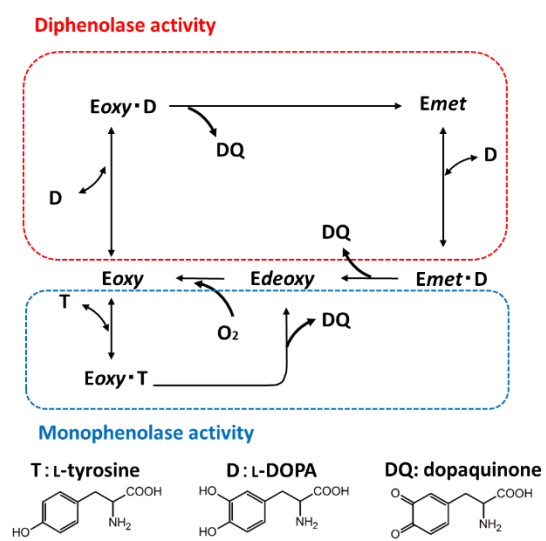 Diphenolase activity
Eoxy·D
Emet
DQ
D
D
DQ
Eoxy
Edeoxy
Emet·D
T
O₂
DQ
Eoxy·T
Monophenolase activity
T : L-tyrosine
D : L-DOPA
DQ: dopaquinone
HO
COOH
NH₂
HO
HO
COOH
NH₂
O
O
COOH
NH₂